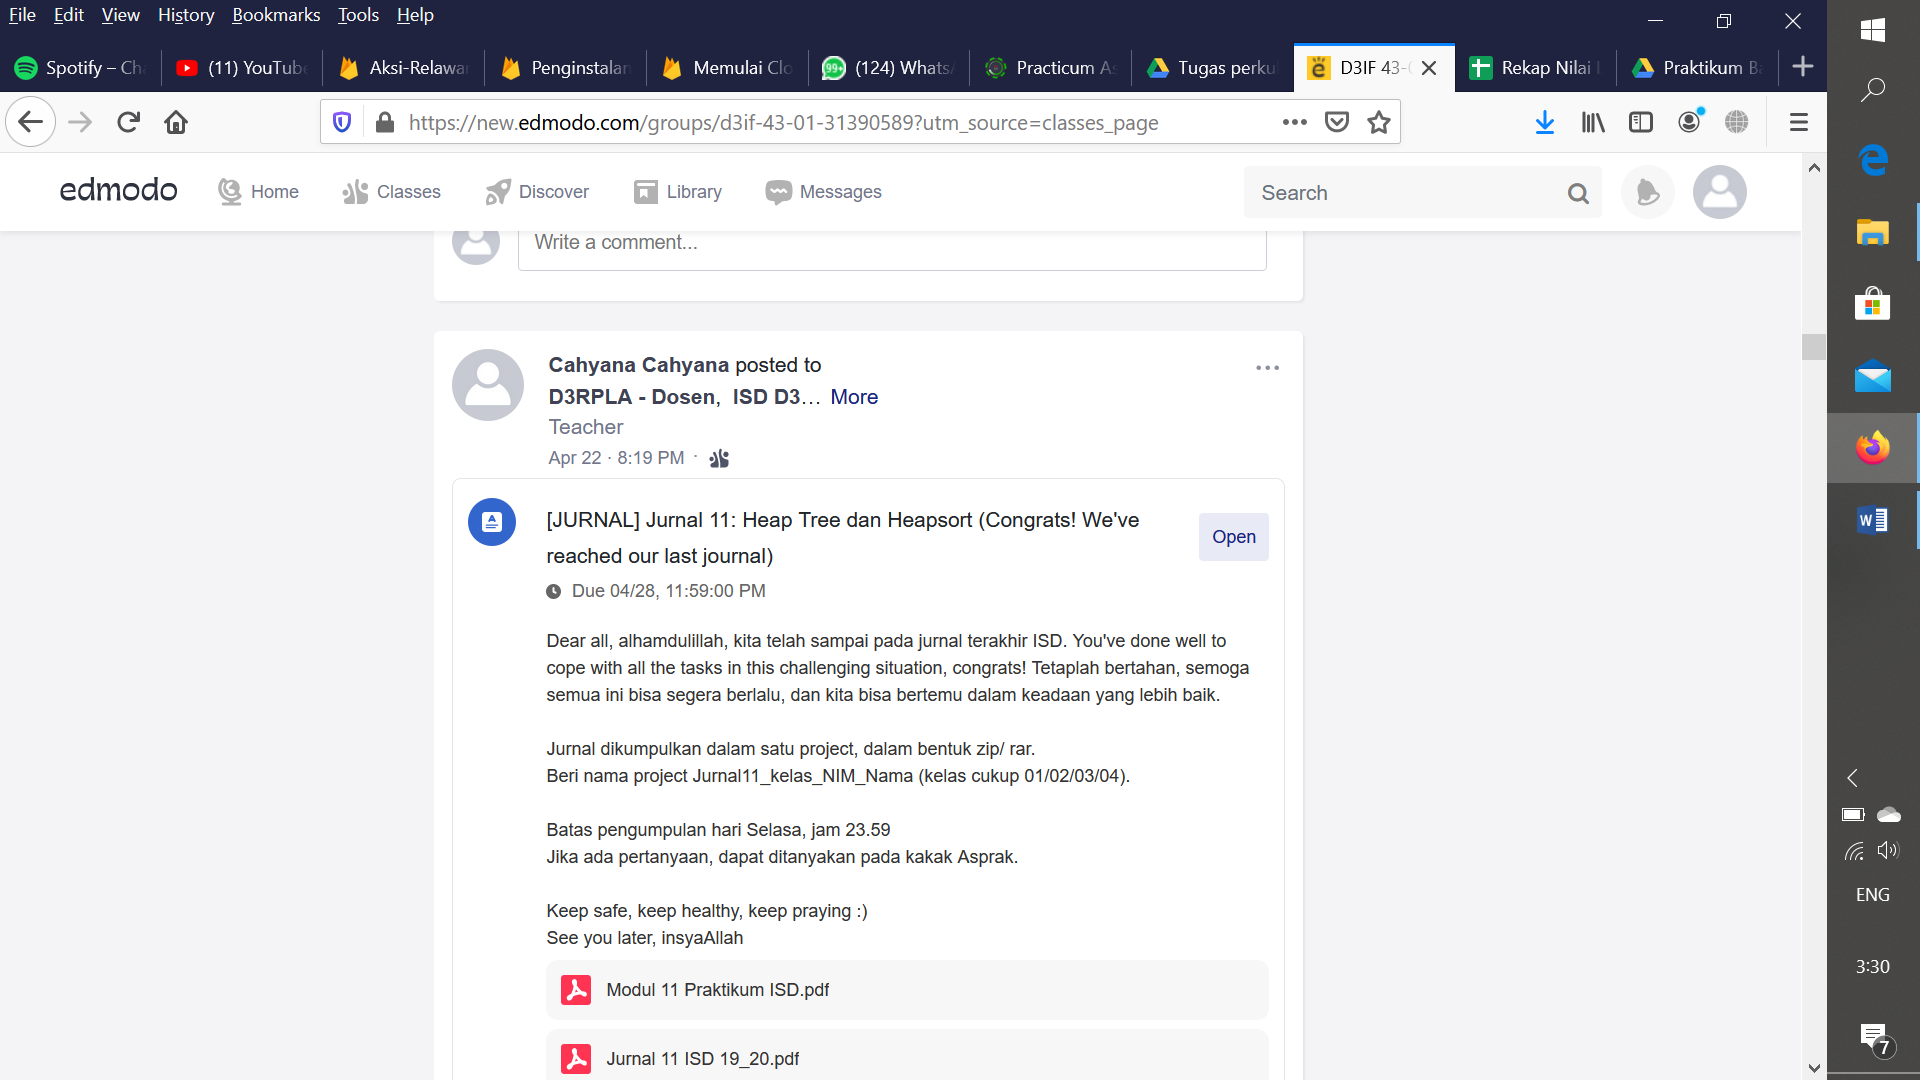 File Edit View History Bookmarks Tools Help
Spotify – Ch
(11) YouTub
Aksi-Relawa
Penginstalan
Memulai Clo
(124) Whats
Practicum As
Tugas perku
D3IF 43-
Rekap Nilai
Praktikum Ba
https://new.edmodo.com/groups/d3if-43-01-31390589?utm_source=classes_page
edmodo Home Classes Discover Library Messages Search
Write a comment...
Cahyana Cahyana posted to
D3RPLA - Dosen, ISD D3... More
Teacher
Apr 22 · 8:19 PM ·
[JURNAL] Jurnal 11: Heap Tree dan Heapsort (Congrats! We've
reached our last journal)
Open
Due 04/28, 11:59:00 PM
Dear all, alhamdulillah, kita telah sampai pada jurnal terakhir ISD. You've done well to
cope with all the tasks in this challenging situation, congrats! Tetaplah bertahan, semoga
semua ini bisa segera berlalu, dan kita bisa bertemu dalam keadaan yang lebih baik.
Jurnal dikumpulkan dalam satu project, dalam bentuk zip/ rar.
Beri nama project Jurnal11_kelas_NIM_Nama (kelas cukup 01/02/03/04).
Batas pengumpulan hari Selasa, jam 23.59
Jika ada pertanyaan, dapat ditanyakan pada kakak Asprak.
Keep safe, keep healthy, keep praying :)
See you later, insyaAllah
Modul 11 Praktikum ISD.pdf
Jurnal 11 ISD 19_20.pdf
ENG
3:30
7